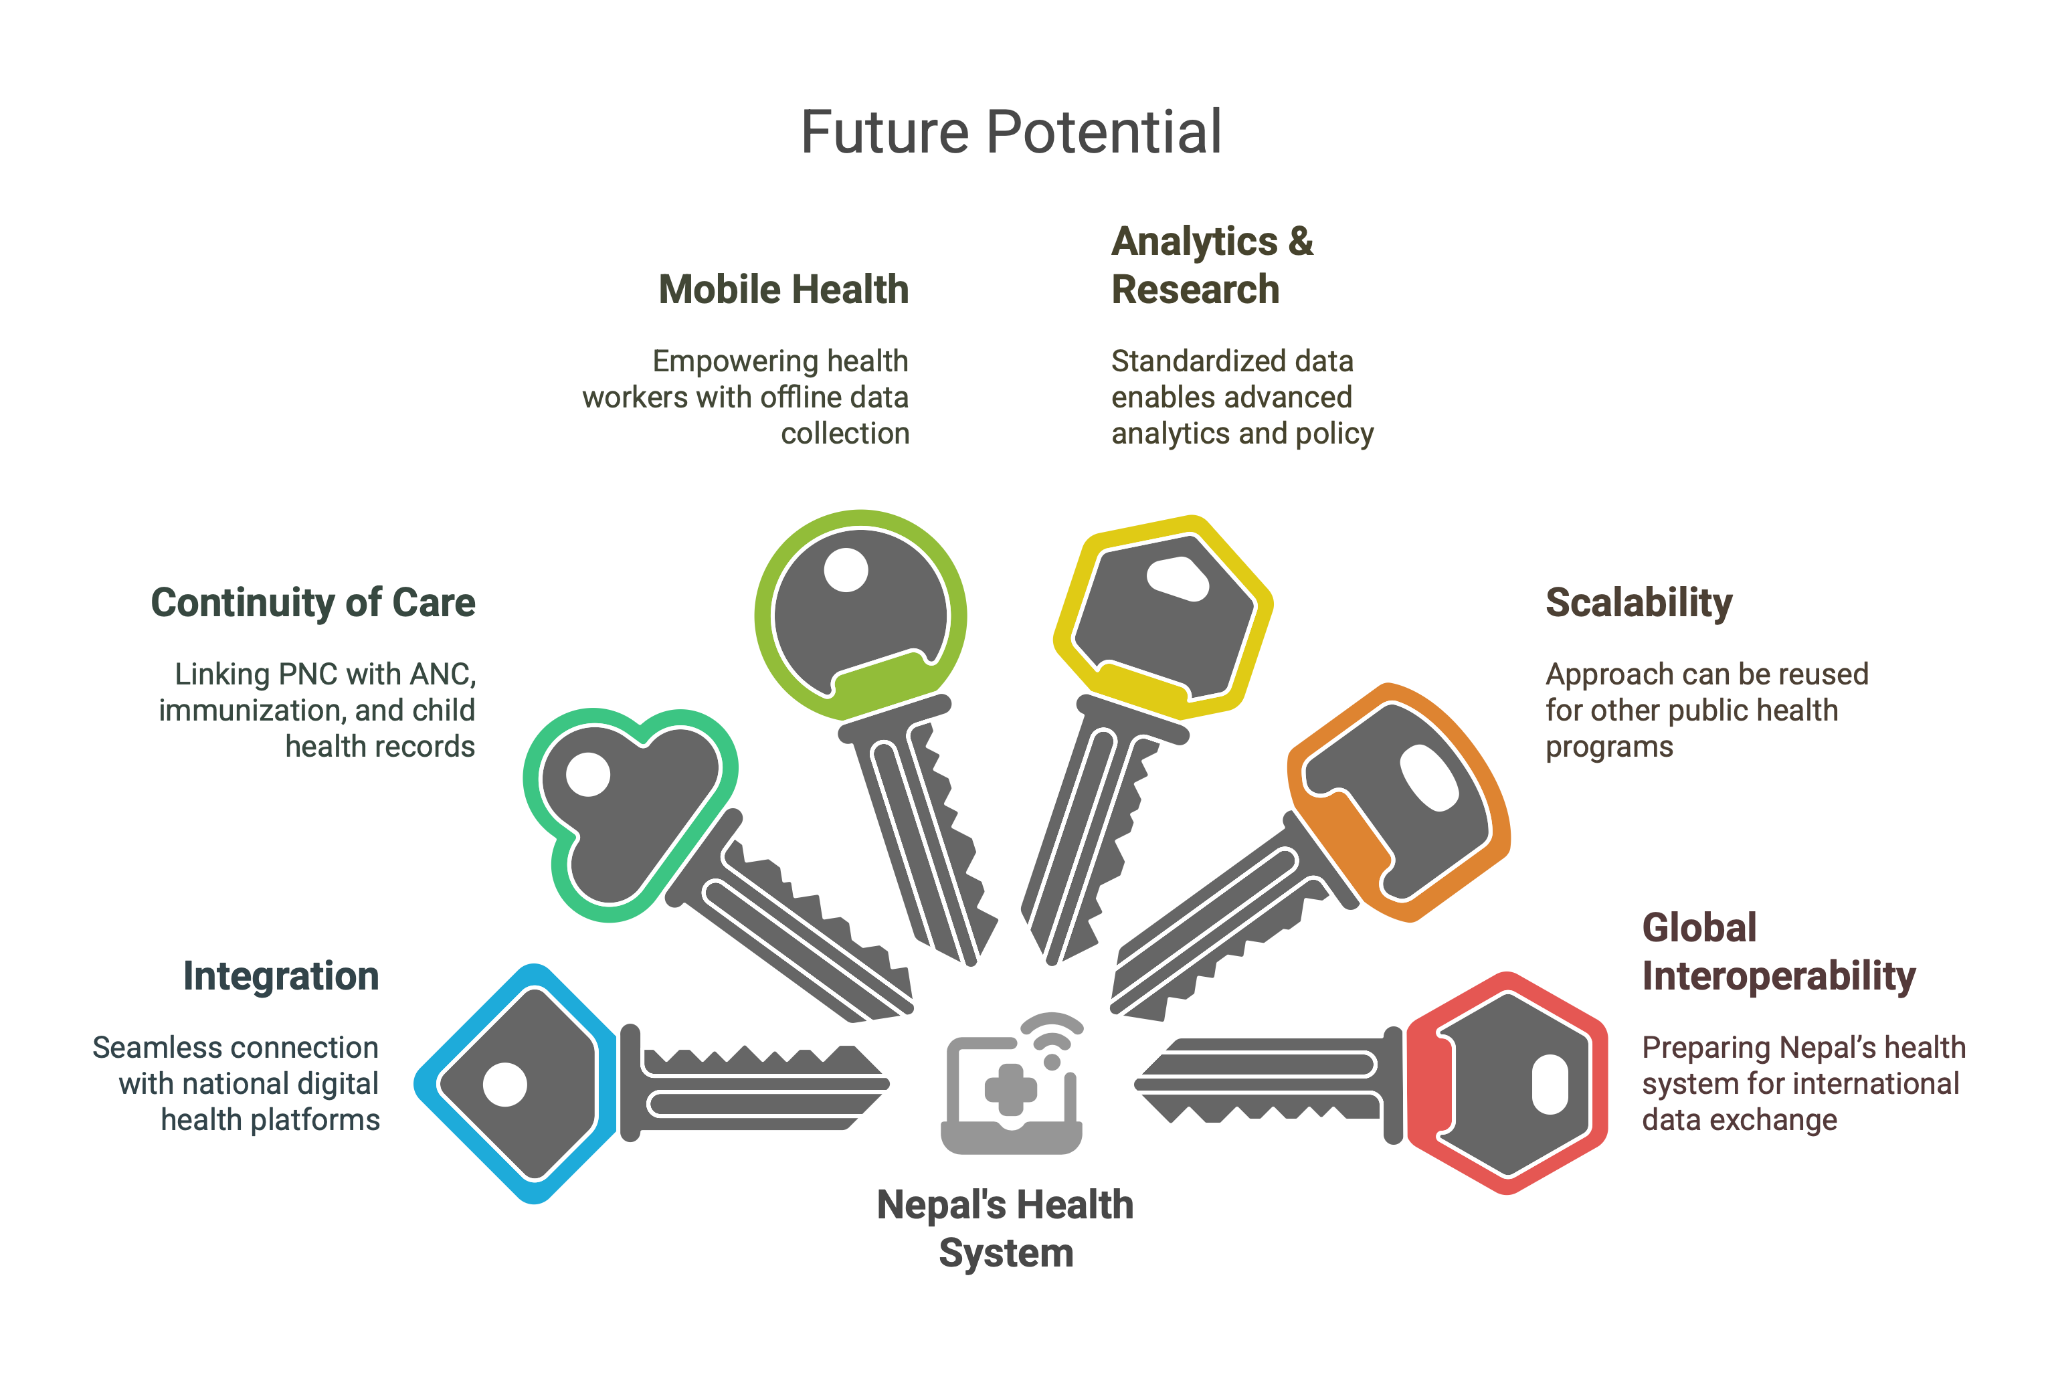 Future Potential
Mobile Health
Empowering health
workers with offline data
collection
Analytics &
Research
Standardized data
enables advanced
analytics and policy
Continuity of Care
Linking PNC with ANC,
immunization, and child
health records
Scalability
Approach can be reused
for other public health
programs
Integration
Seamless connection
with national digital
health platforms
Global
Interoperability
Preparing Nepal’s health
system for international
data exchange
Nepal's Health
System